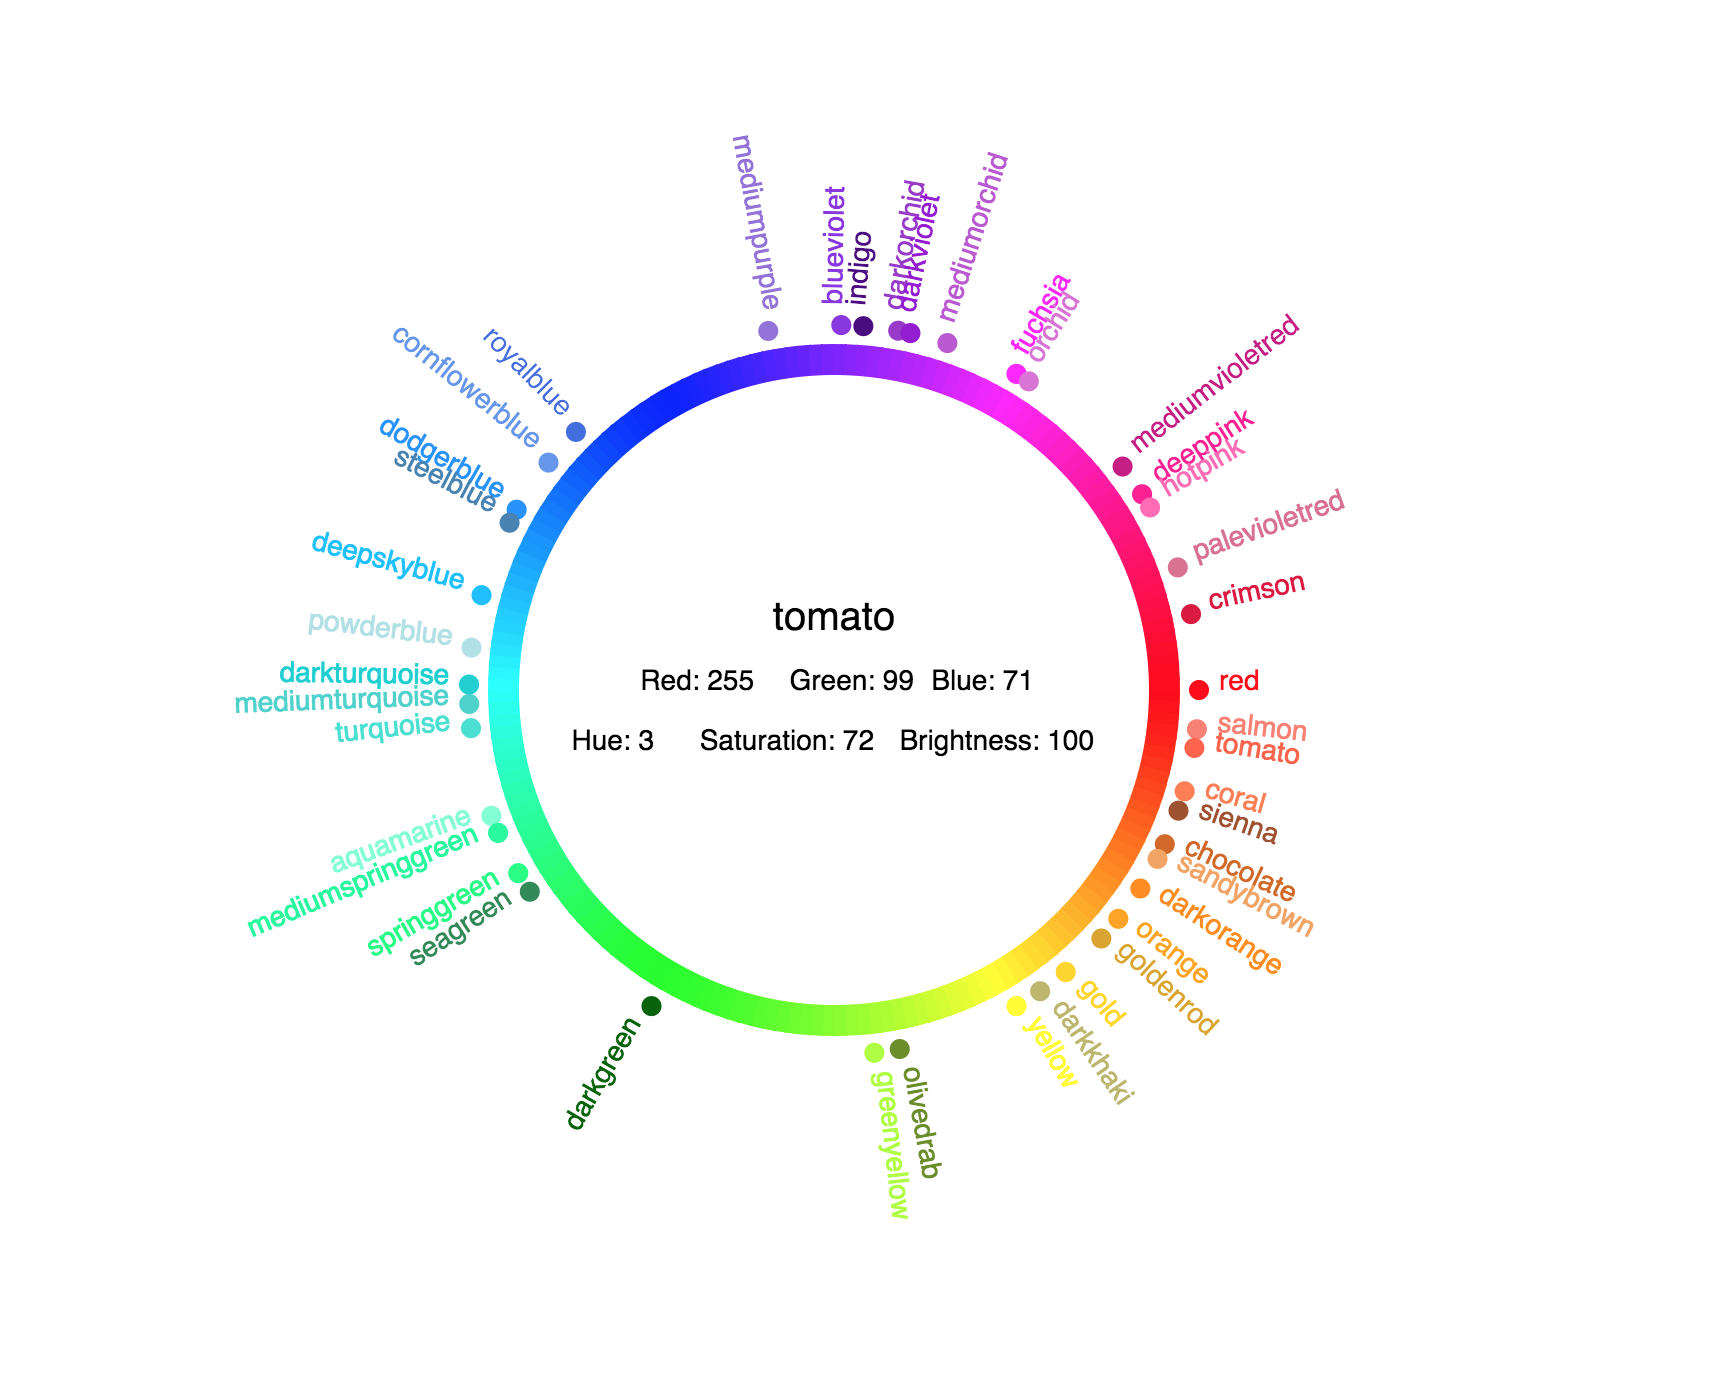 mediumpurple
blueviolet
indigo
darkorchid
darkviolet
mediumorchid
fuchsia
orchid
mediumvioletred
deeppink
hotpink
palevioletred
crimson
red
salmon
tomato
coral
sienna
chocolate
sandybrown
darkorange
orange
goldenrod
gold
darkkhaki
yellow
olivedrab
greenyellow
darkgreen
seagreen
springgreen
mediumspringgreen
aquamarine
turquoise
mediumturquoise
darkturquoise
powderblue
deepskyblue
steelblue
dodgerblue
cornflowerblue
royalblue
tomato
Red: 255 Green: 99 Blue: 71
Hue: 3 Saturation: 72 Brightness: 100